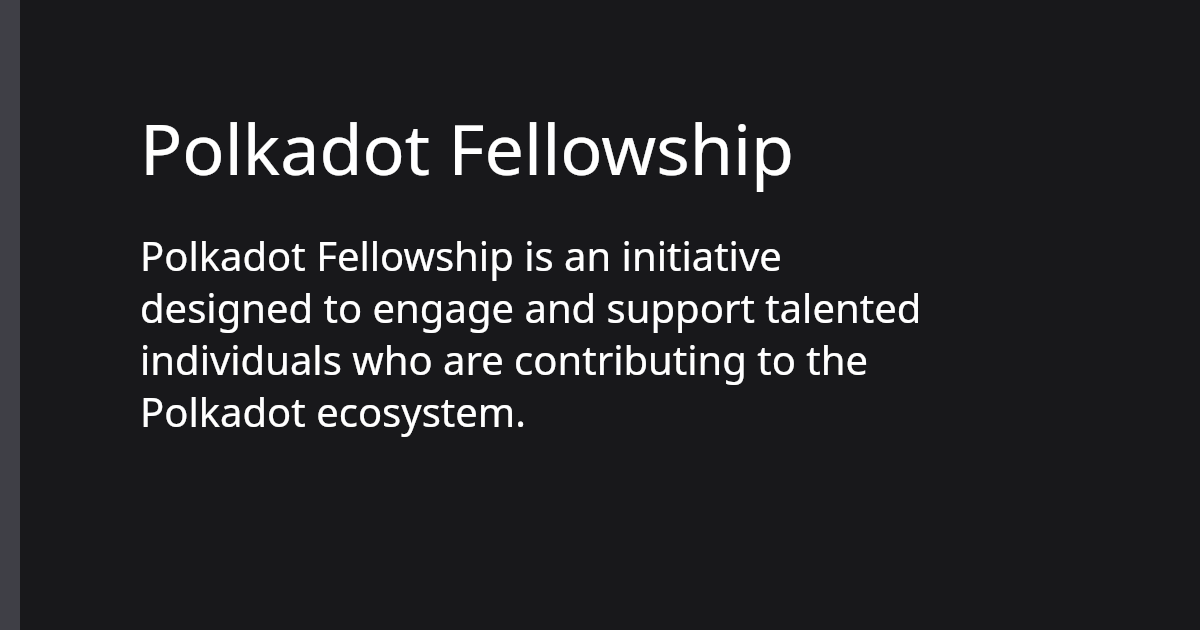 Polkadot Fellowship
Polkadot Fellowship is an initiative
designed to engage and support talented
individuals who are contributing to the
Polkadot ecosystem.